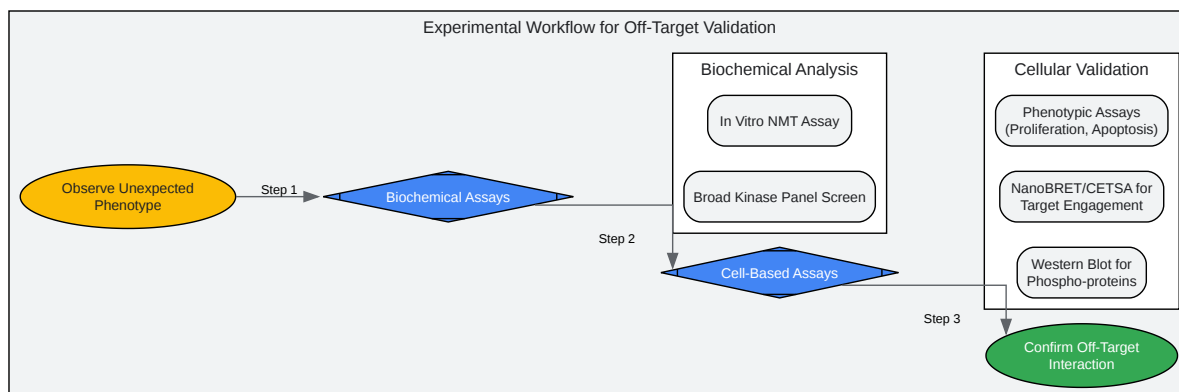 Experimental Workflow for Off-Target Validation
Biochemical Analysis
In Vitro NMT Assay
Broad Kinase Panel Screen
Cellular Validation
Phenotypic Assays
(Proliferation, Apoptosis)
NanoBRET/CETSA for
Target Engagement
Western Blot for
Phospho-proteins
Observe Unexpected
Phenotype
Step 1
Biochemical Assays
Step 2
Cell-Based Assays
Step 3
Confirm Off-Target
Interaction